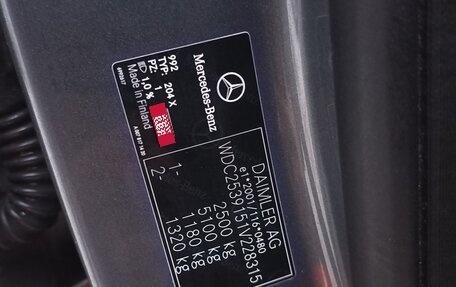 Mercedes-Benz
DAIMLER AG
e1*2001/116*0480
WDC2539151V228315
2500 kg
5100 kg
1- 1180 kg
2- 1320 kg
992
TYP: 204 X
PZ: 1
1,0 %
Made in Finland